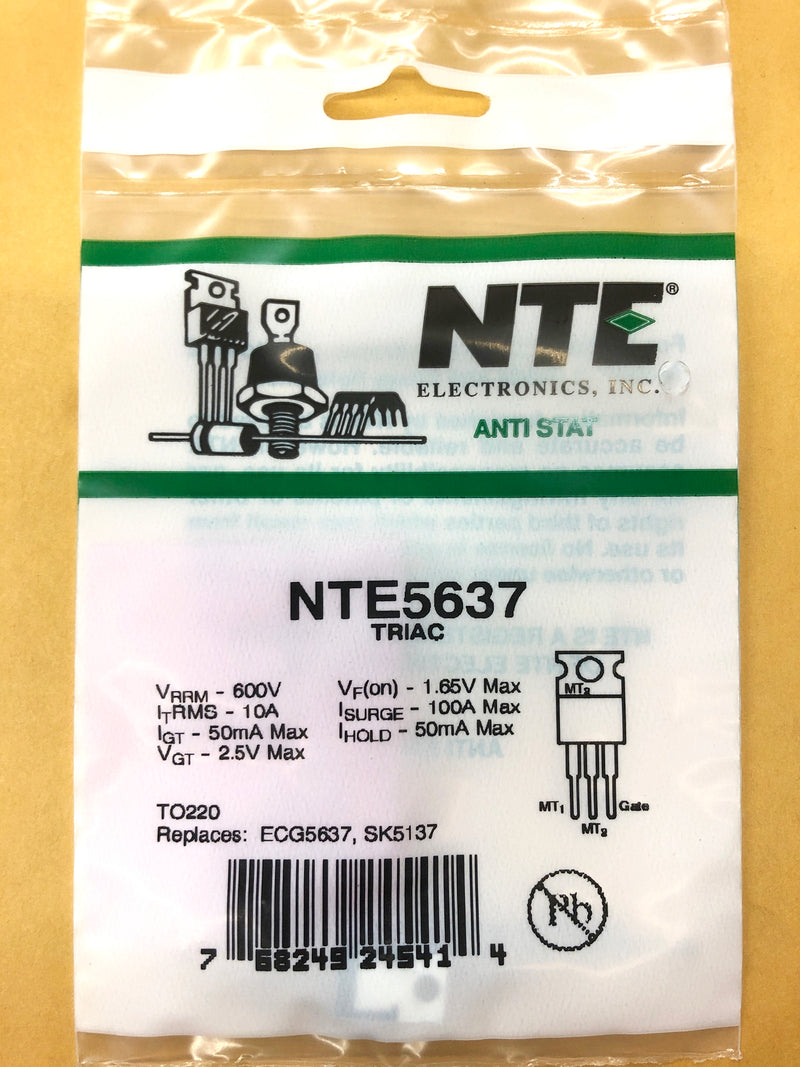 NTE®
ELECTRONICS, INC.
ANTI STAT
NTE5637
TRIAC
VRRM - 600V
ITRMS - 10A
IGT - 50mA Max
VGT - 2.5V Max
VF(on) - 1.65V Max
ISURGE - 100A Max
IHOLD - 50mA Max
MT2
MT1
Gate
MT2
TO220
Replaces: ECG5637, SK5137
Pb
7 68249 24541 4